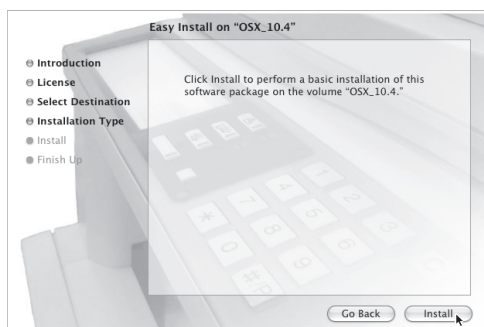 Easy Install on “OSX_10.4”
Introduction
License
Select Destination
Installation Type
Install
Finish Up
Click Install to perform a basic installation of this
software package on the volume “OSX_10.4.”
Go Back
Install